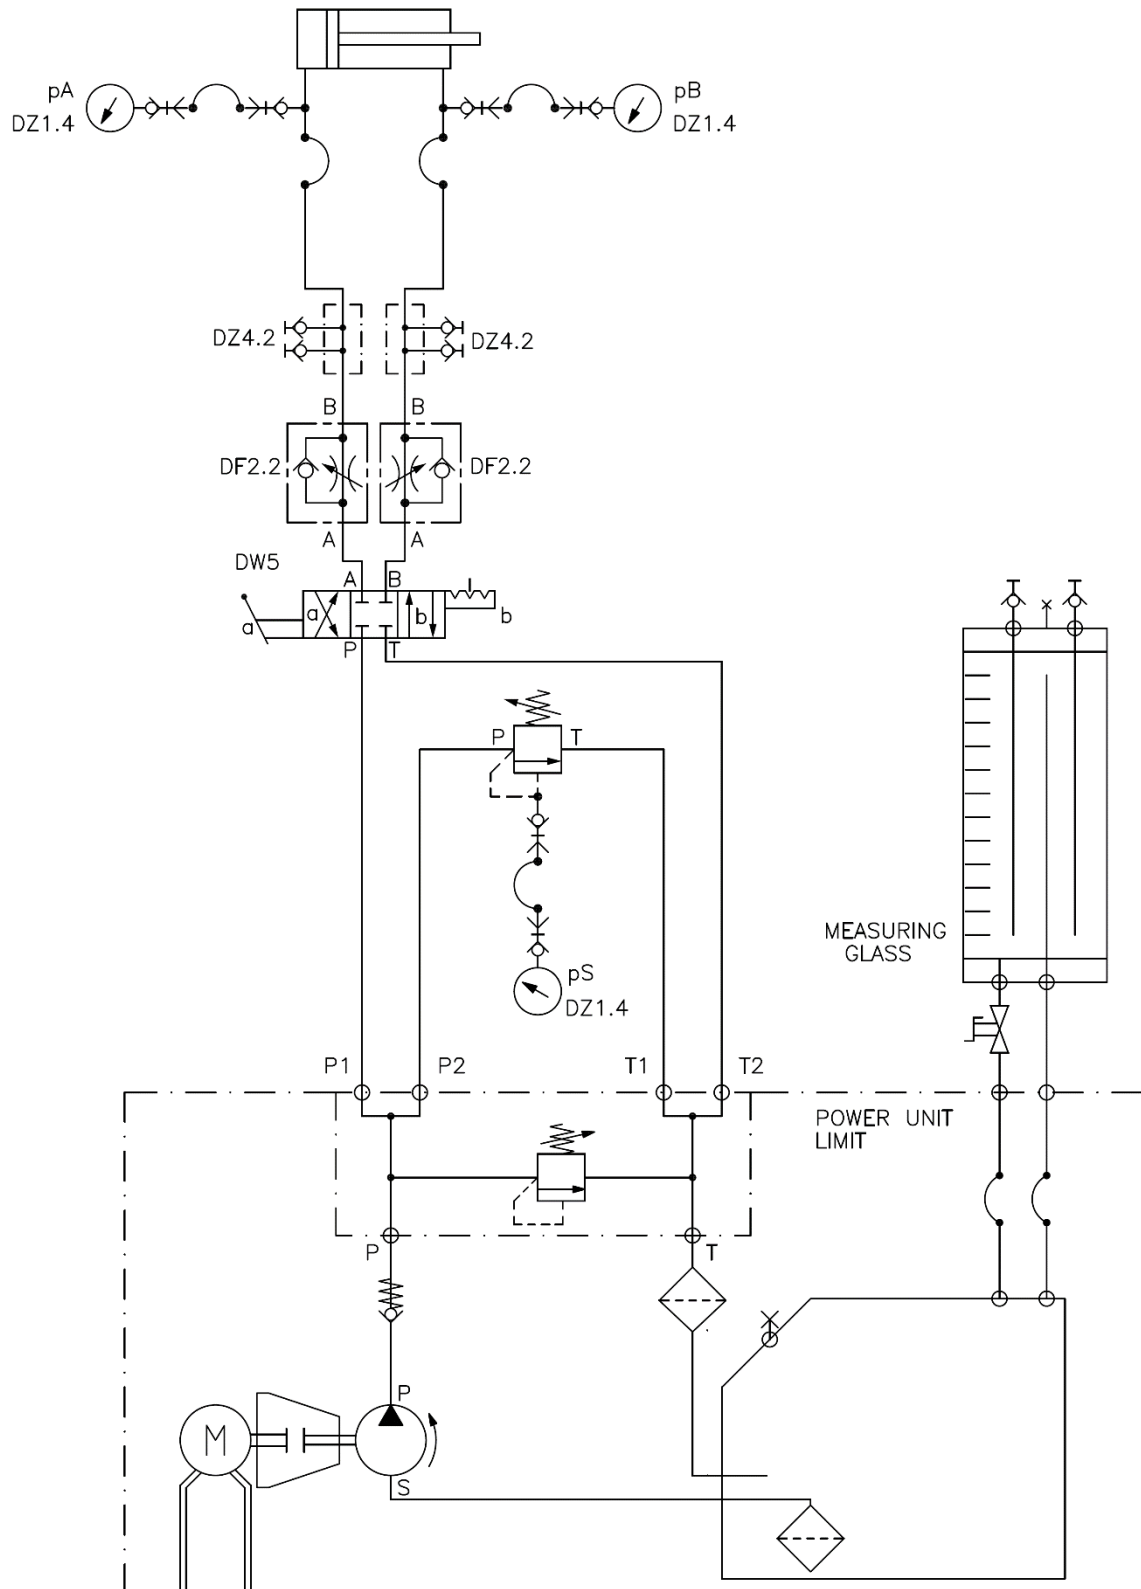 pA
DZ1.4
pB
DZ1.4
DZ4.2
DZ4.2
B
B
DF2.2
DF2.2
A
A
DW5
A
B
a
a
b
b
P
T
P
T
MEASURING
GLASS
pS
DZ1.4
P1
P2
T1
T2
POWER UNIT
LIMIT
P
T
P
M
S